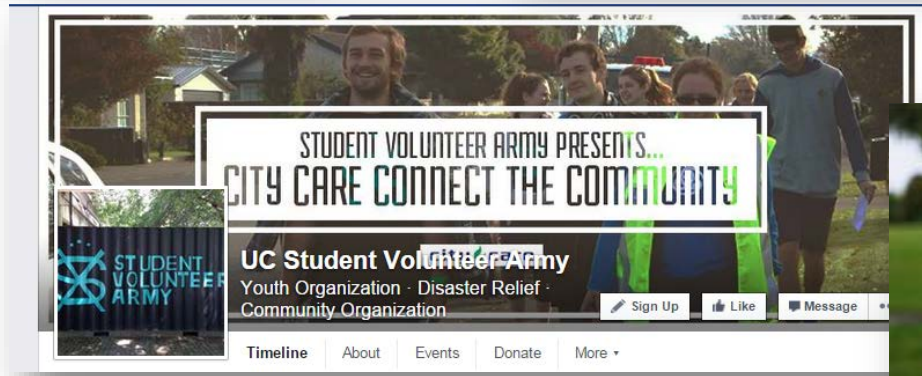 STUDENT VOLUNTEER ARMY PRESENTS...
CITY CARE CONNECT THE COMMUNITY
STUDENT
VOLUNTEER
ARMY
UC Student Volunteer Army
Youth Organization · Disaster Relief ·
Community Organization
Sign Up
Like
Message
Timeline
About
Events
Donate
More